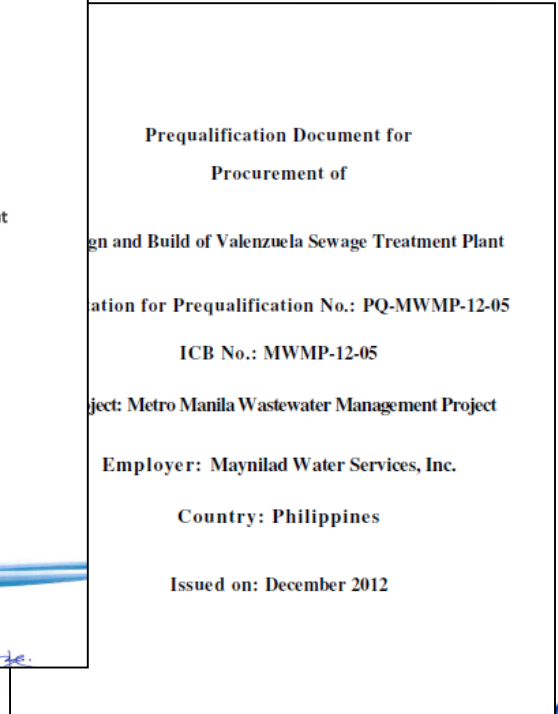 Prequalification Document for
Procurement of
gn and Build of Valenzuela Sewage Treatment Plant
ation for Prequalification No.: PQ-MWMP-12-05
ICB No.: MWMP-12-05
ject: Metro Manila Wastewater Management Project
Employer: Maynilad Water Services, Inc.
Country: Philippines
Issued on: December 2012